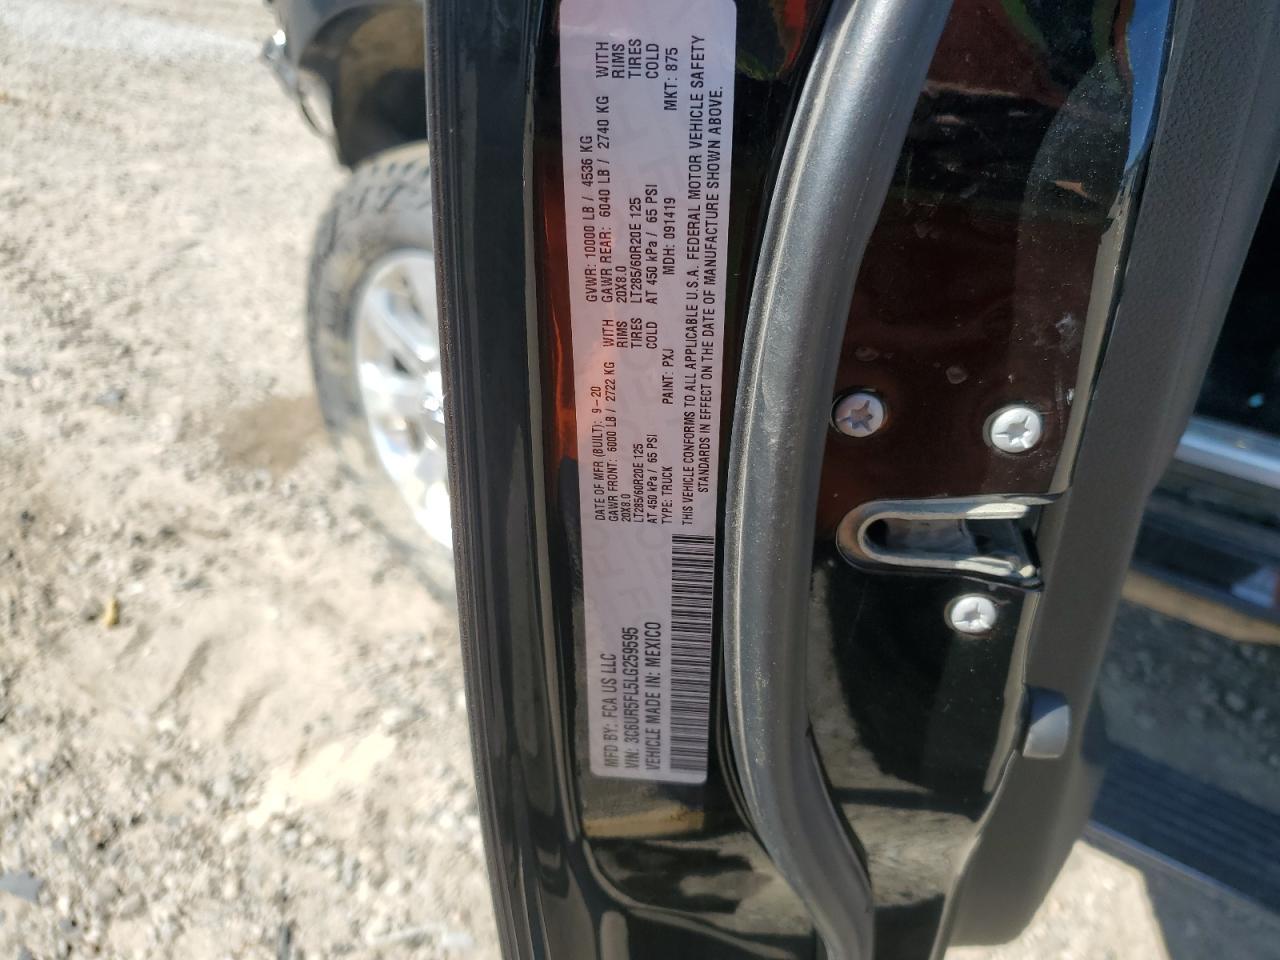 MFD BY: FCA US LLC
VIN: 3C6UR5FL5LG259595
VEHICLE MADE IN: MEXICO
DATE OF MFR (BUILT): 9-20 GVWR: 10000 LB / 4536 KG
GAWR FRONT: 6000 LB / 2722 KG WITH GAWR REAR: 6040 LB / 2740 KG WITH
20X8.0 RIMS 20X8.0 RIMS
LT285/60R20E 125 TIRES LT285/60R20E 125 TIRES
AT 450 kPa / 65 PSI COLD AT 450 kPa / 65 PSI COLD
TYPE: TRUCK PAINT: PXJ MDH: 091419 MKT: 875
THIS VEHICLE CONFORMS TO ALL APPLICABLE U.S.A. FEDERAL MOTOR VEHICLE SAFETY
STANDARDS IN EFFECT ON THE DATE OF MANUFACTURE SHOWN ABOVE.